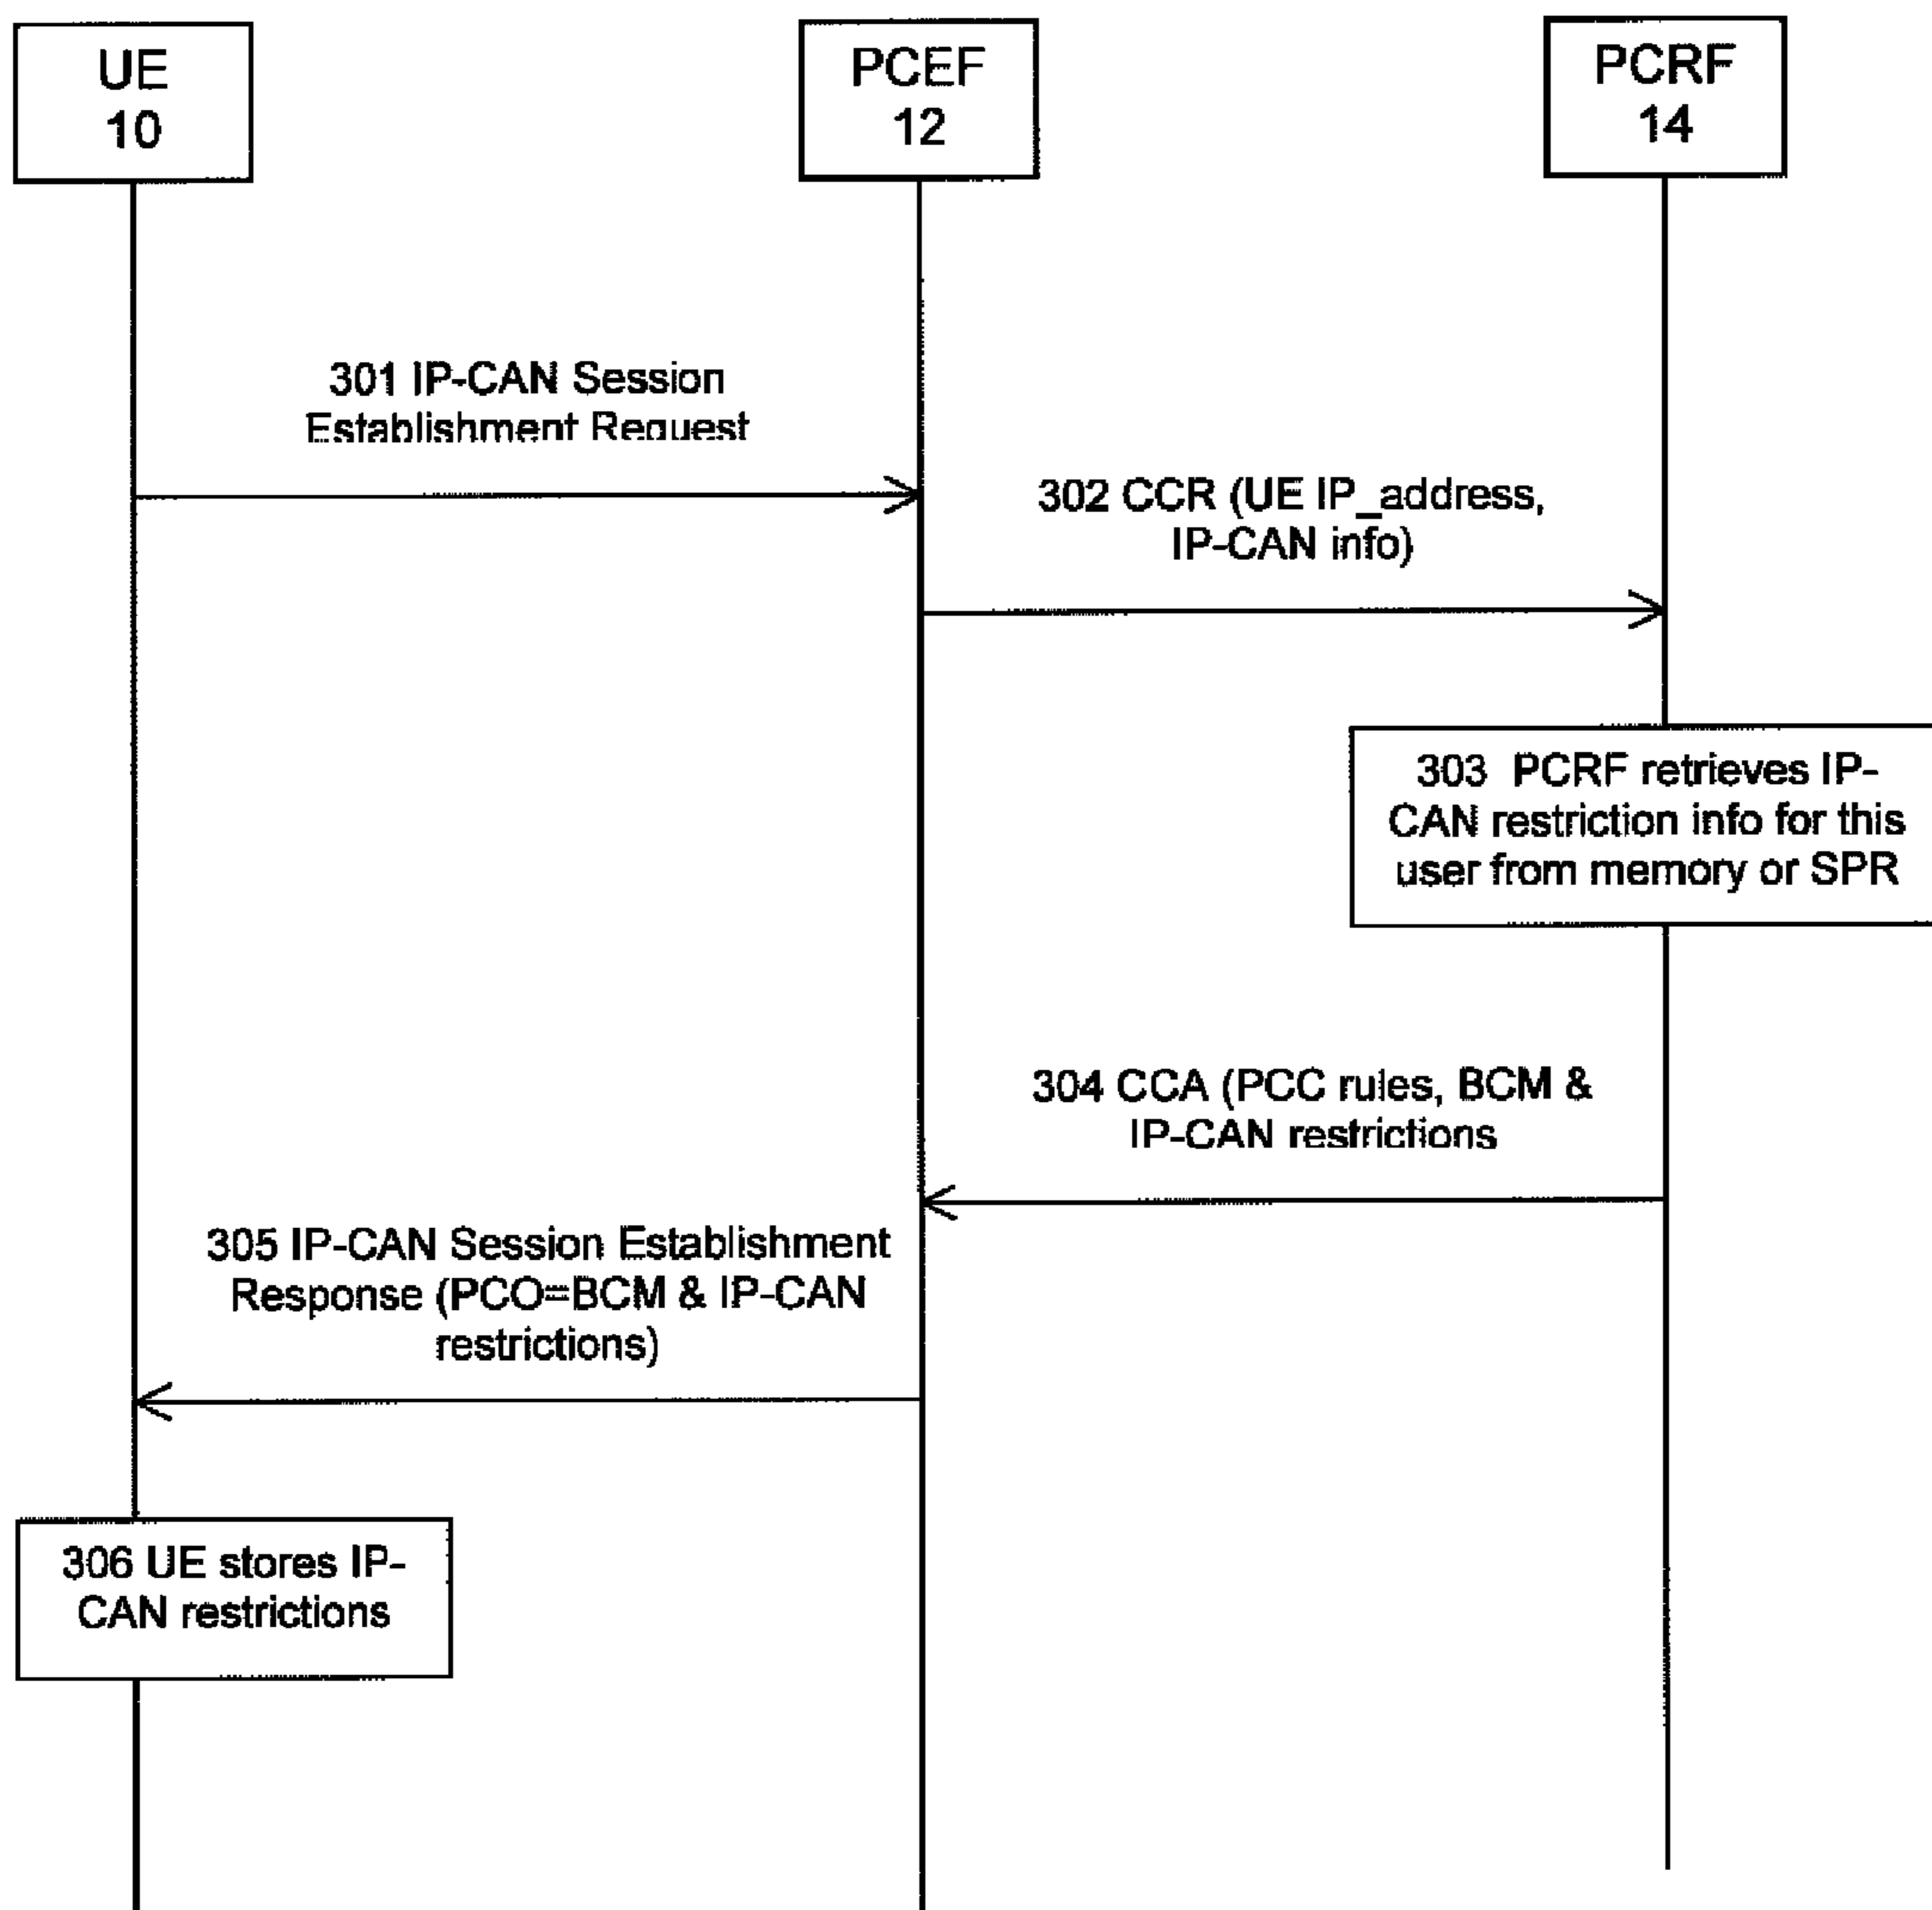 UE
10
PCEF
12
PCRF
14
301 IP-CAN Session
Establishment Request
302 CCR (UE IP_address,
IP-CAN info)
303 PCRF retrieves IP-
CAN restriction info for this
user from memory or SPR
304 CCA (PCC rules, BCM &
IP-CAN restrictions
305 IP-CAN Session Establishment
Response (PCO=BCM & IP-CAN
restrictions)
306 UE stores IP-
CAN restrictions